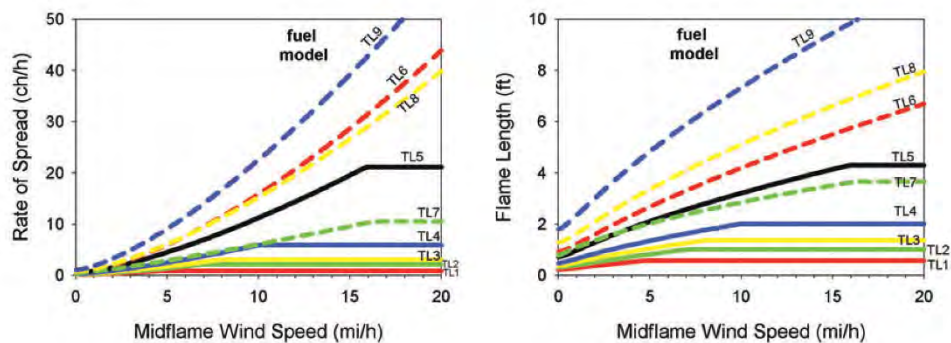 fuel
model
Rate of Spread (ch/h)
50
40
30
20
10
0
TL9
TL6
TL8
TL5
TL7
TL4
TL3
TL2
TL1
0 5 10 15 20
Midflame Wind Speed (mi/h)
fuel
model
Flame Length (ft)
10
8
6
4
2
0
TL9
TL8
TL6
TL5
TL7
TL4
TL3
TL2
TL1
0 5 10 15 20
Midflame Wind Speed (mi/h)